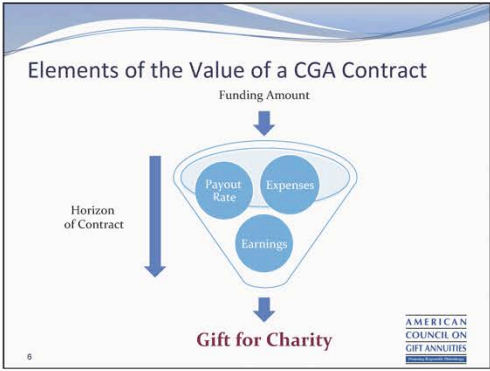 Elements of the Value of a CGA Contract
Funding Amount
Payout
Rate
Expenses
Earnings
Horizon
of Contract
Gift for Charity
AMERICAN
COUNCIL ON
GIFT ANNUITIES
6